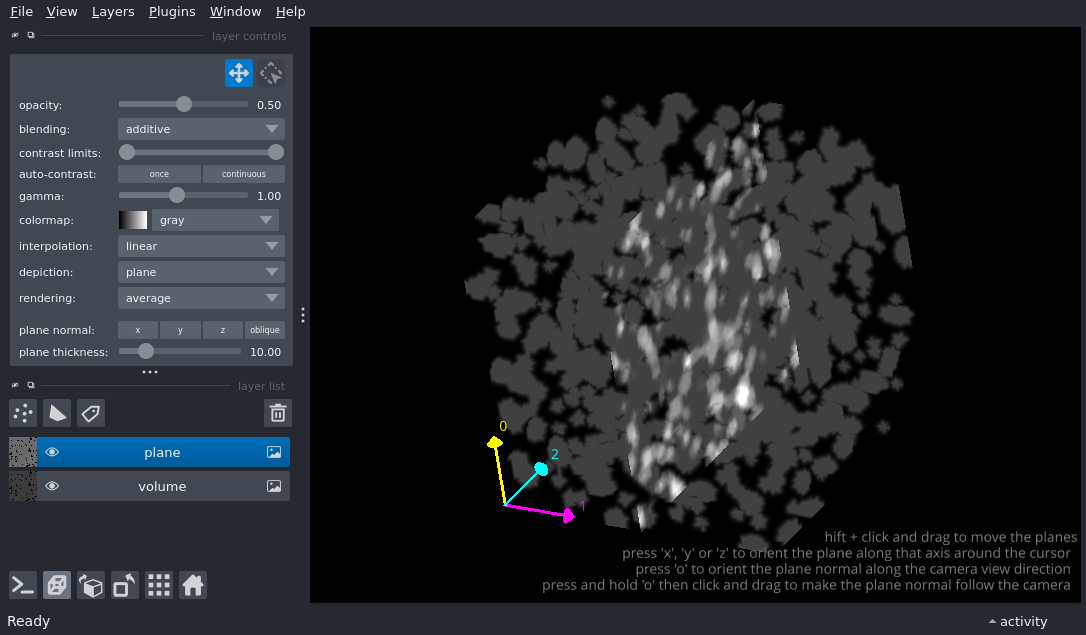 File View Layers Plugins Window Help
layer controls
opacity: 0.50
blending: additive
contrast limits:
auto-contrast: once continuous
gamma: 1.00
colormap: gray
interpolation: linear
depiction: plane
rendering: average
plane normal: x y z oblique
plane thickness: 10.00
layer list
plane
volume
0
2
1
hift + click and drag to move the planes
press 'x', 'y' or 'z' to orient the plane along that axis around the cursor
press 'o' to orient the plane normal along the camera view direction
press and hold 'o' then click and drag to make the plane normal follow the camera
Ready activity